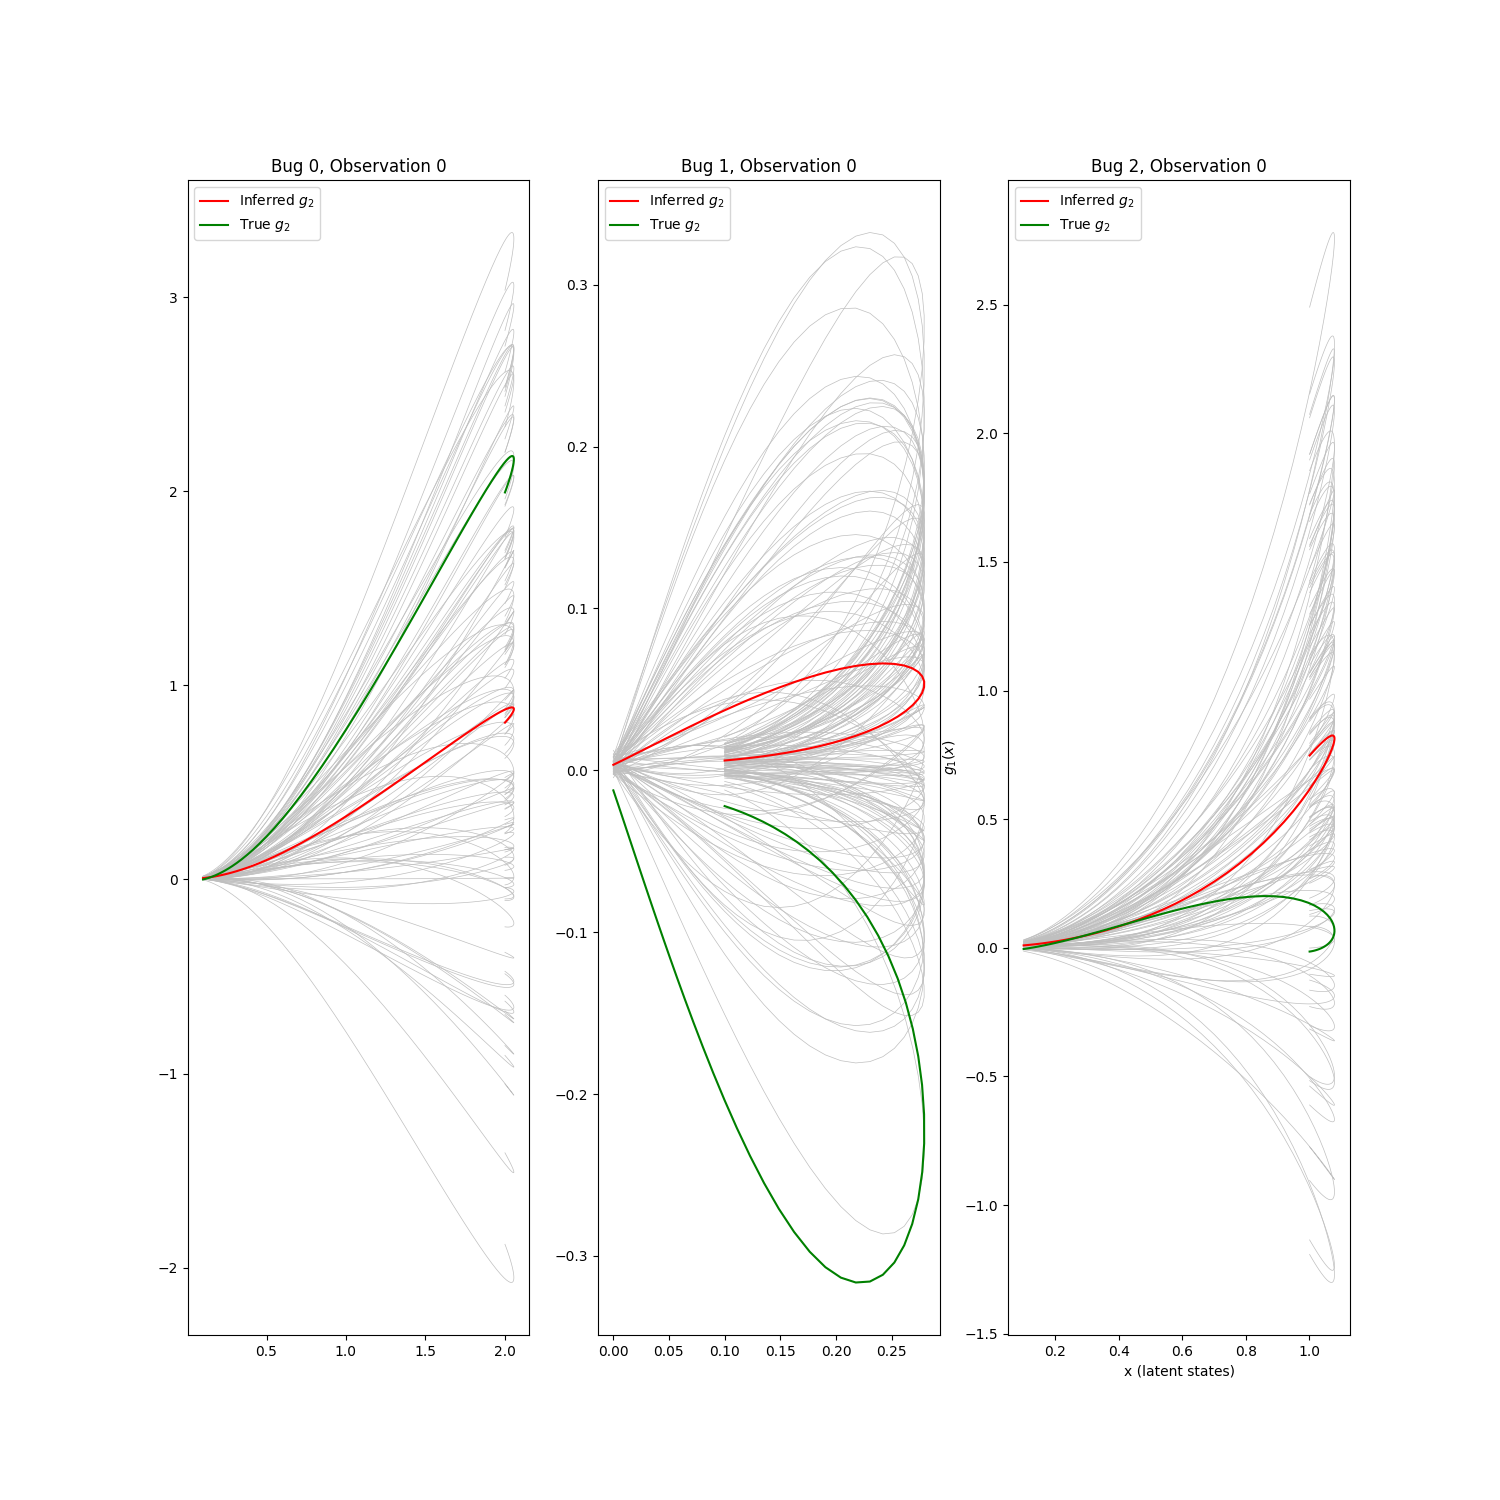 Bug 0, Observation 0
Inferred g₂
True g₂
3
2
1
0
−1
−2
0.5 1.0 1.5 2.0
Bug 1, Observation 0
Inferred g₂
True g₂
0.3
0.2
0.1
0.0
−0.1
−0.2
−0.3
0.00 0.05 0.10 0.15 0.20 0.25
Bug 2, Observation 0
Inferred g₂
True g₂
g₁(x)
2.5
2.0
1.5
1.0
0.5
0.0
−0.5
−1.0
−1.5
0.2 0.4 0.6 0.8 1.0
x (latent states)